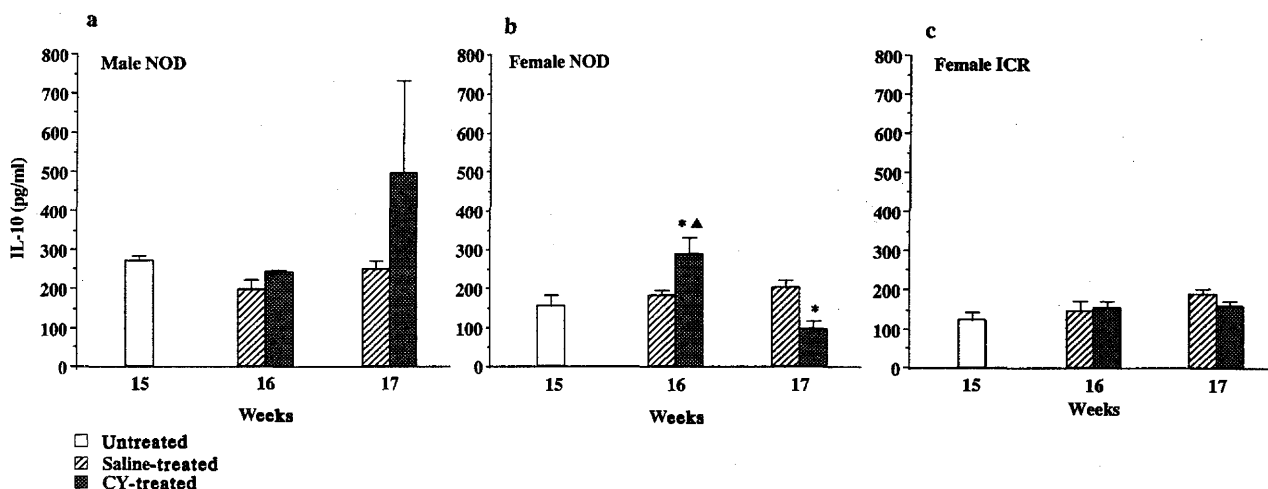 a
Male NOD
IL-10 (pg/ml)
800
700
600
500
400
300
200
100
0
15
16
17
Weeks
b
Female NOD
800
700
600
500
400
300
200
100
0
* ▲
*
15
16
17
Weeks
c
Female ICR
800
700
600
500
400
300
200
100
0
15
16
17
Weeks
Untreated
Saline-treated
CY-treated